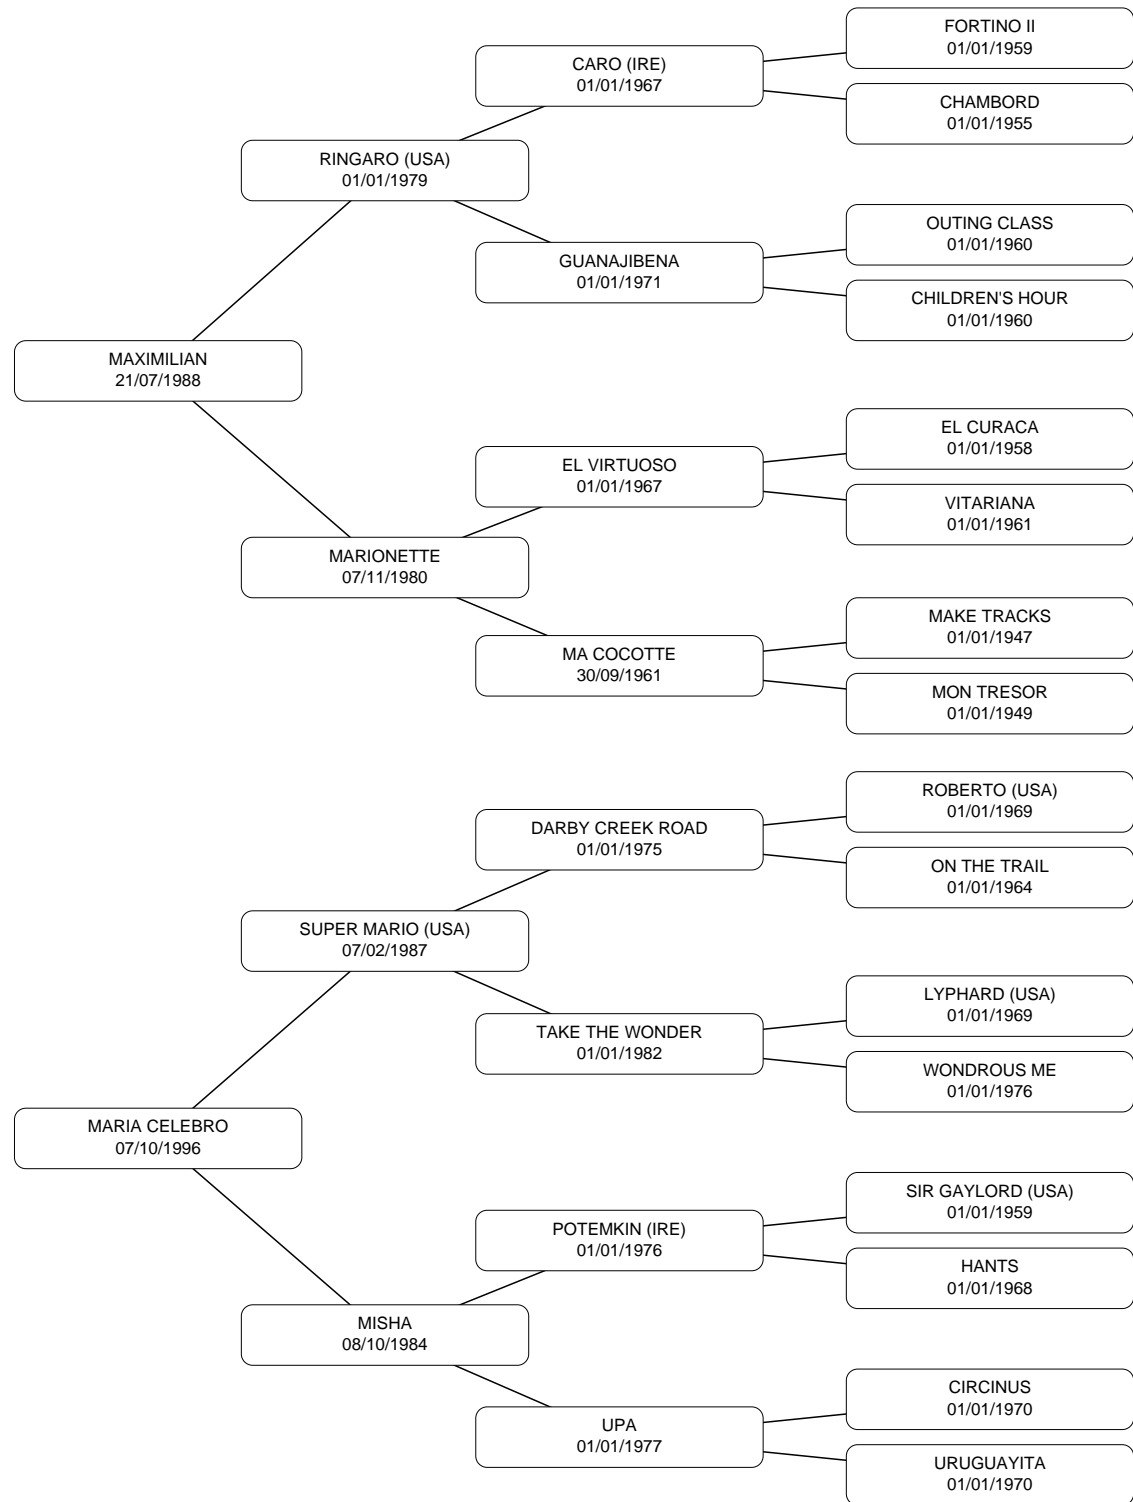 FORTINO II
01/01/1959
CARO (IRE)
01/01/1967
CHAMBORD
01/01/1955
RINGARO (USA)
01/01/1979
OUTING CLASS
01/01/1960
GUANAJIBENA
01/01/1971
CHILDREN'S HOUR
01/01/1960
MAXIMILIAN
21/07/1988
EL CURACA
01/01/1958
EL VIRTUOSO
01/01/1967
VITARIANA
01/01/1961
MARIONETTE
07/11/1980
MAKE TRACKS
01/01/1947
MA COCOTTE
30/09/1961
MON TRESOR
01/01/1949
ROBERTO (USA)
01/01/1969
DARBY CREEK ROAD
01/01/1975
ON THE TRAIL
01/01/1964
SUPER MARIO (USA)
07/02/1987
LYPHARD (USA)
01/01/1969
TAKE THE WONDER
01/01/1982
WONDROUS ME
01/01/1976
MARIA CELEBRO
07/10/1996
SIR GAYLORD (USA)
01/01/1959
POTEMKIN (IRE)
01/01/1976
HANTS
01/01/1968
MISHA
08/10/1984
CIRCINUS
01/01/1970
UPA
01/01/1977
URUGUAYITA
01/01/1970